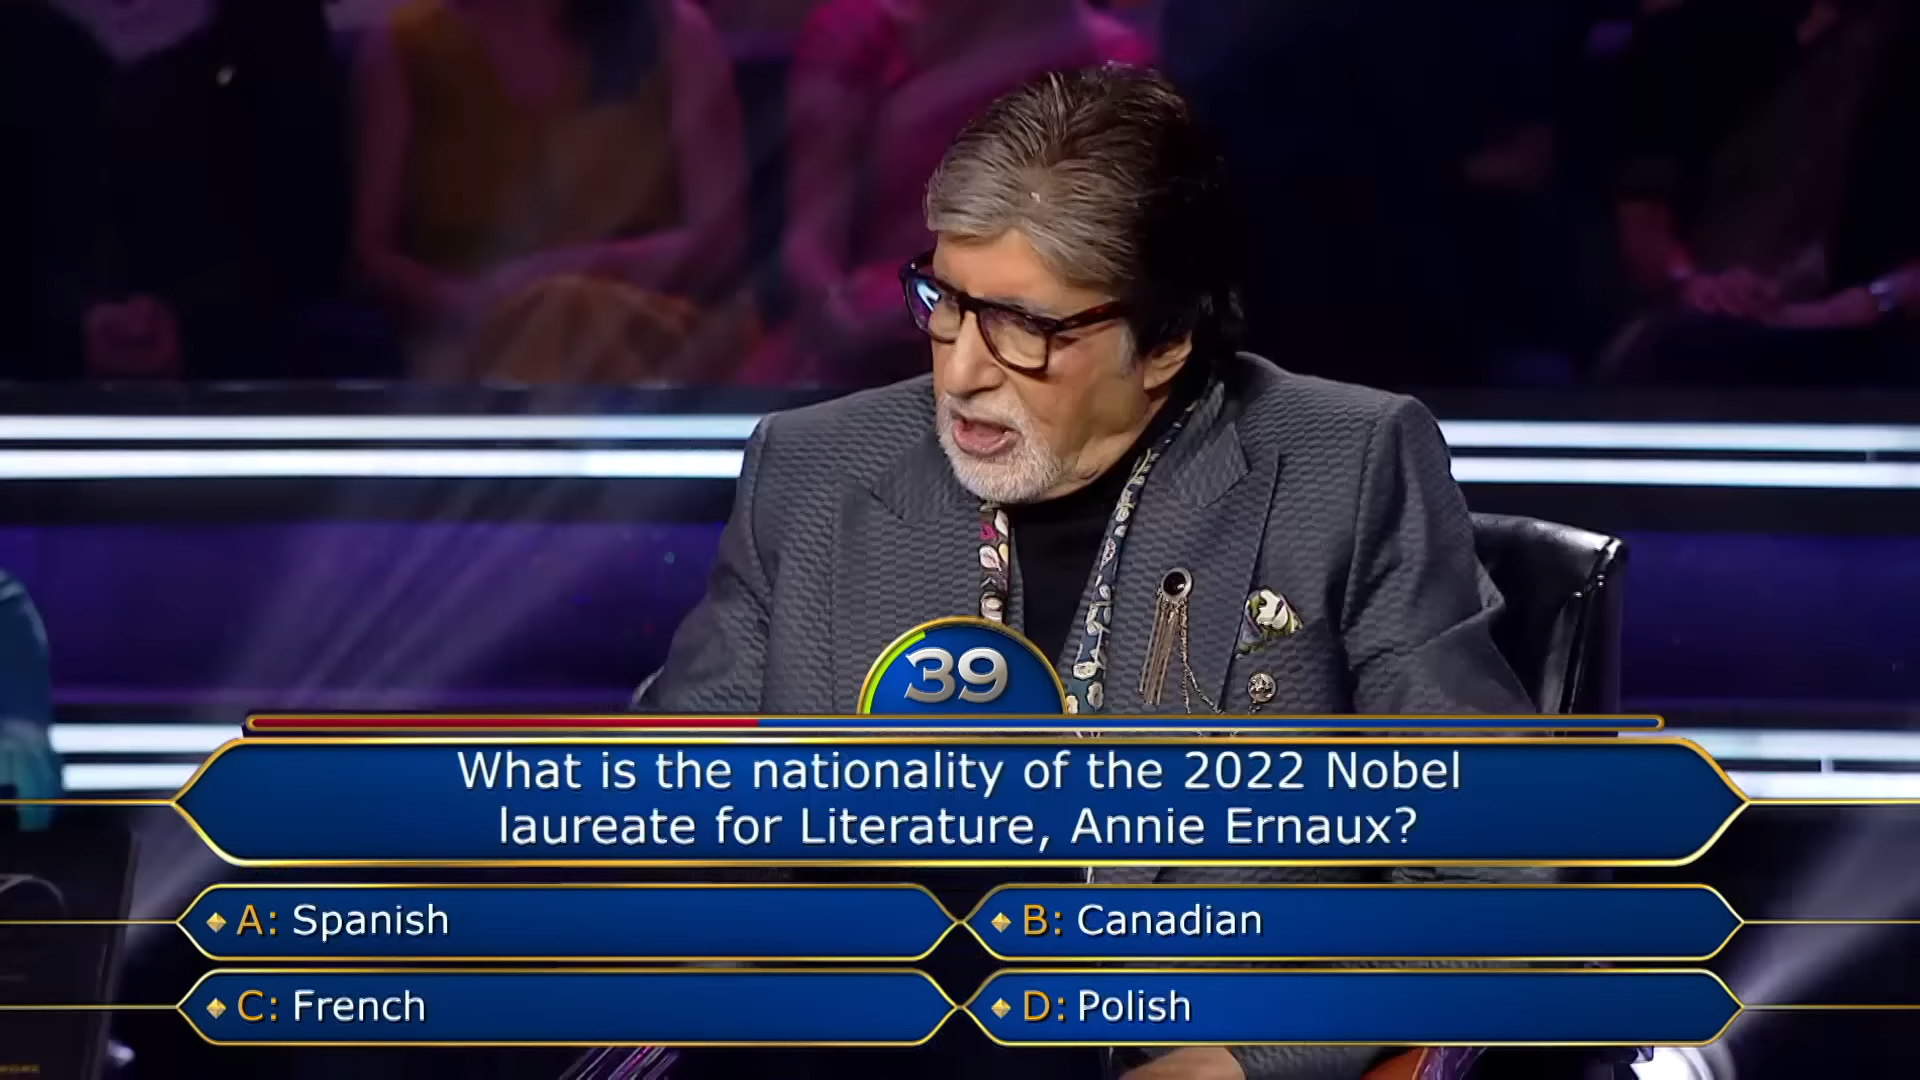 39
What is the nationality of the 2022 Nobel
laureate for Literature, Annie Ernaux?
A: Spanish
B: Canadian
C: French
D: Polish